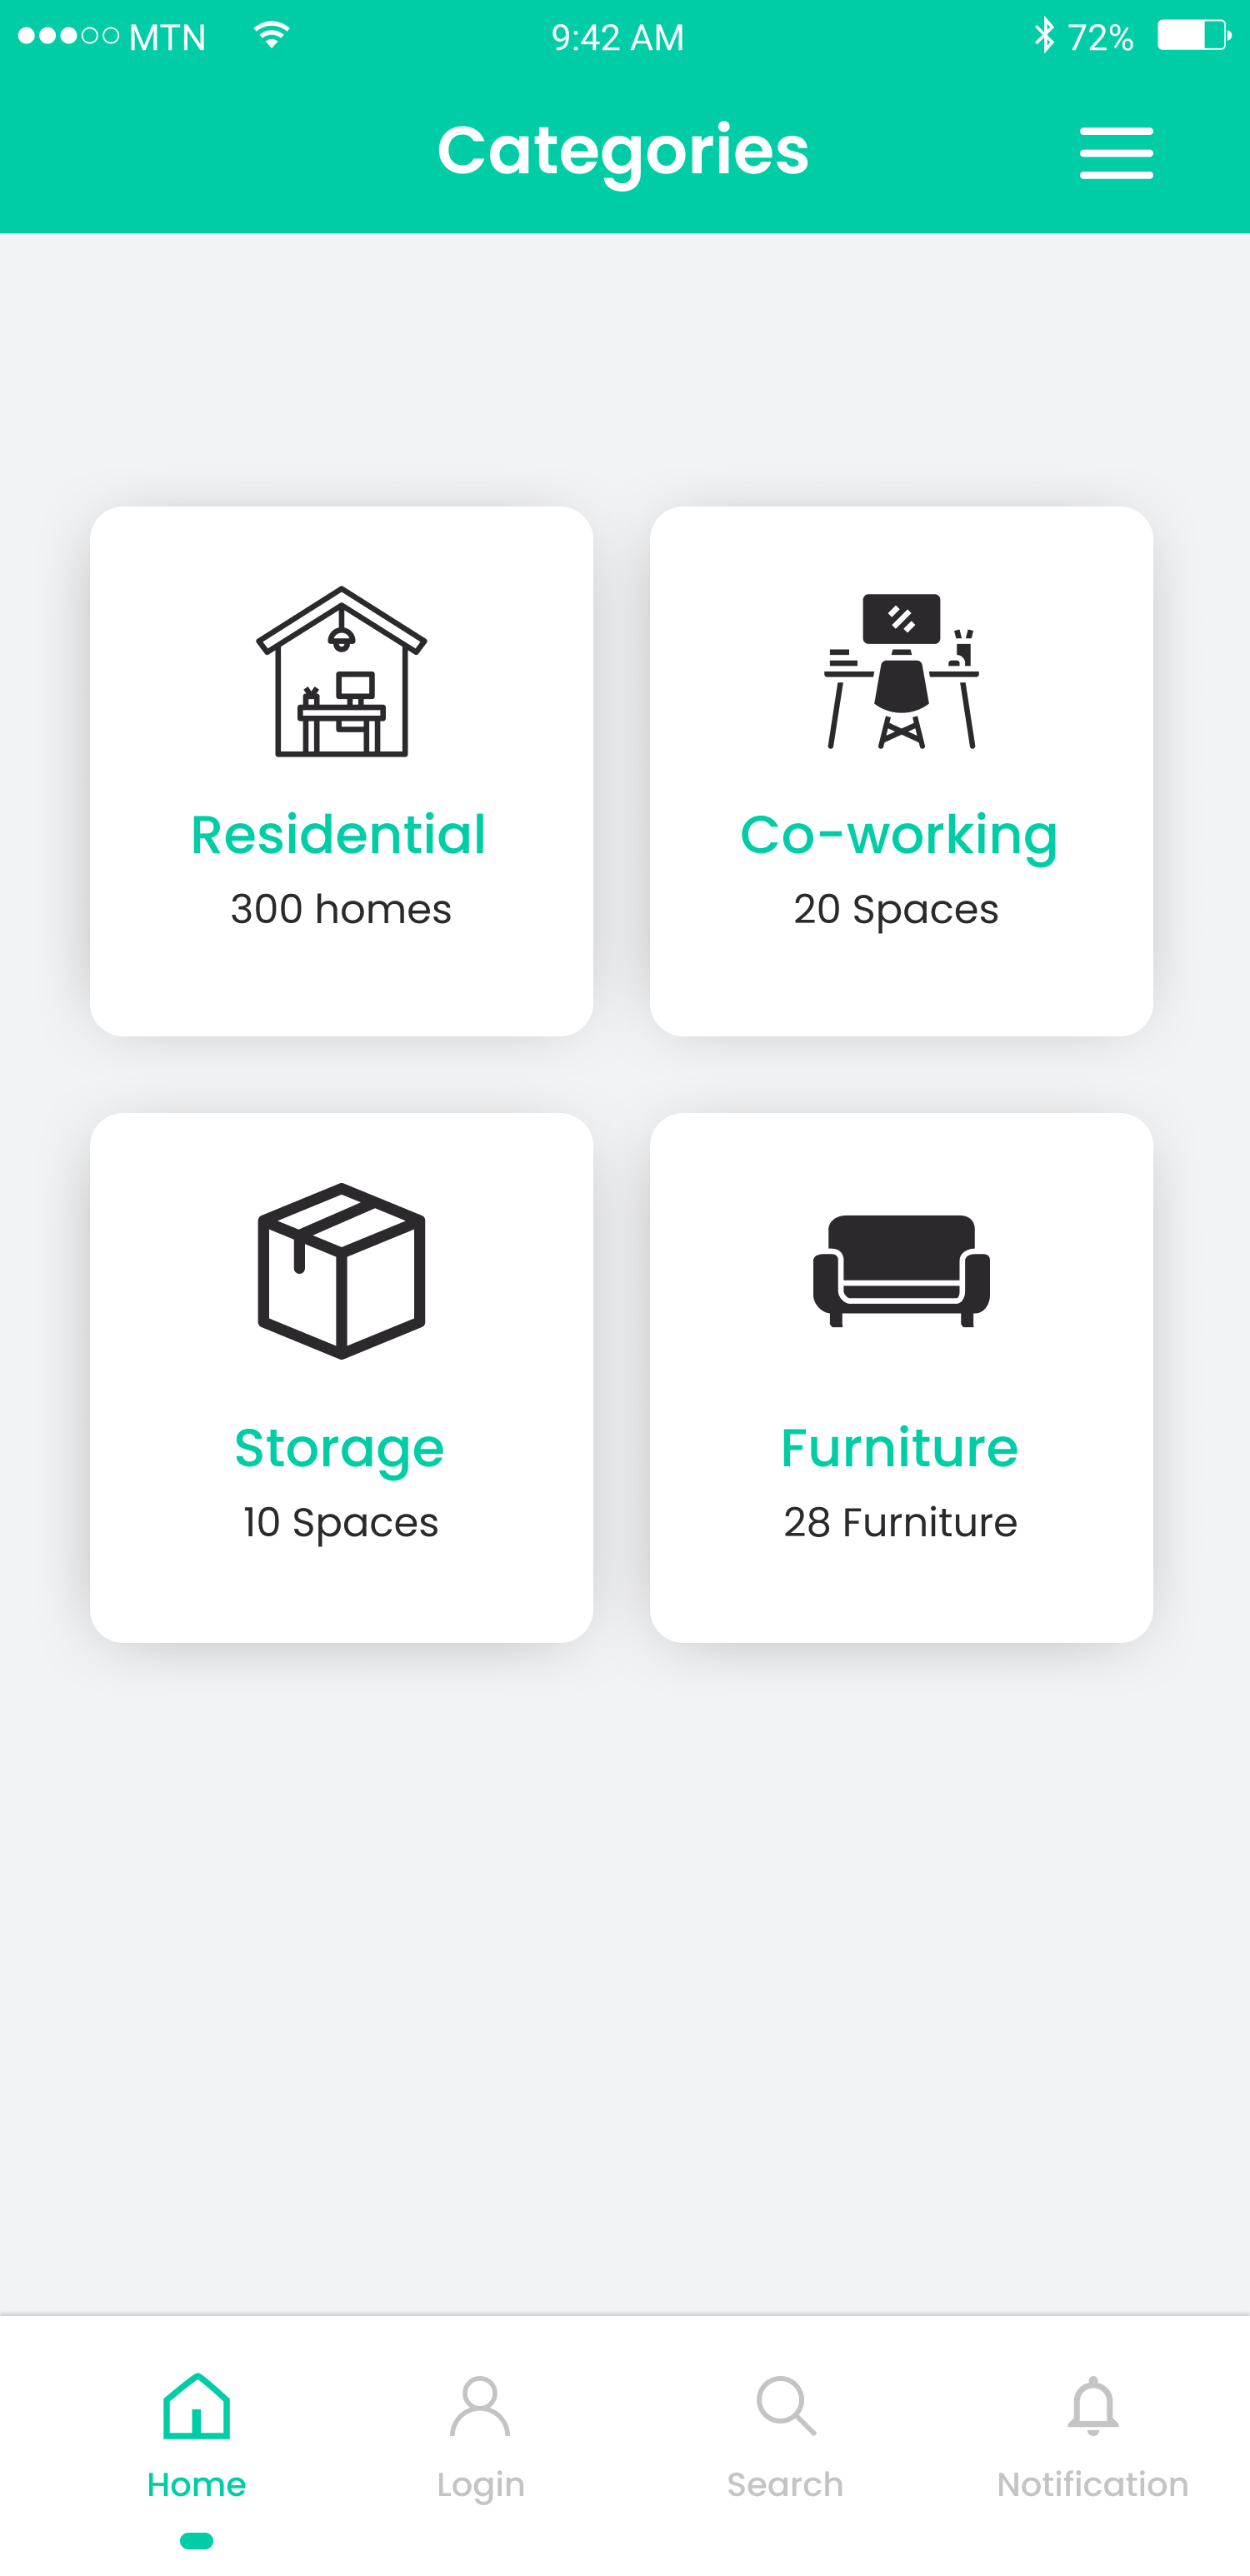 MTN 9:42 AM 72%
Categories
Residential Co-working
300 homes 20 Spaces
Storage Furniture
10 Spaces 28 Furniture
Home Login Search Notification